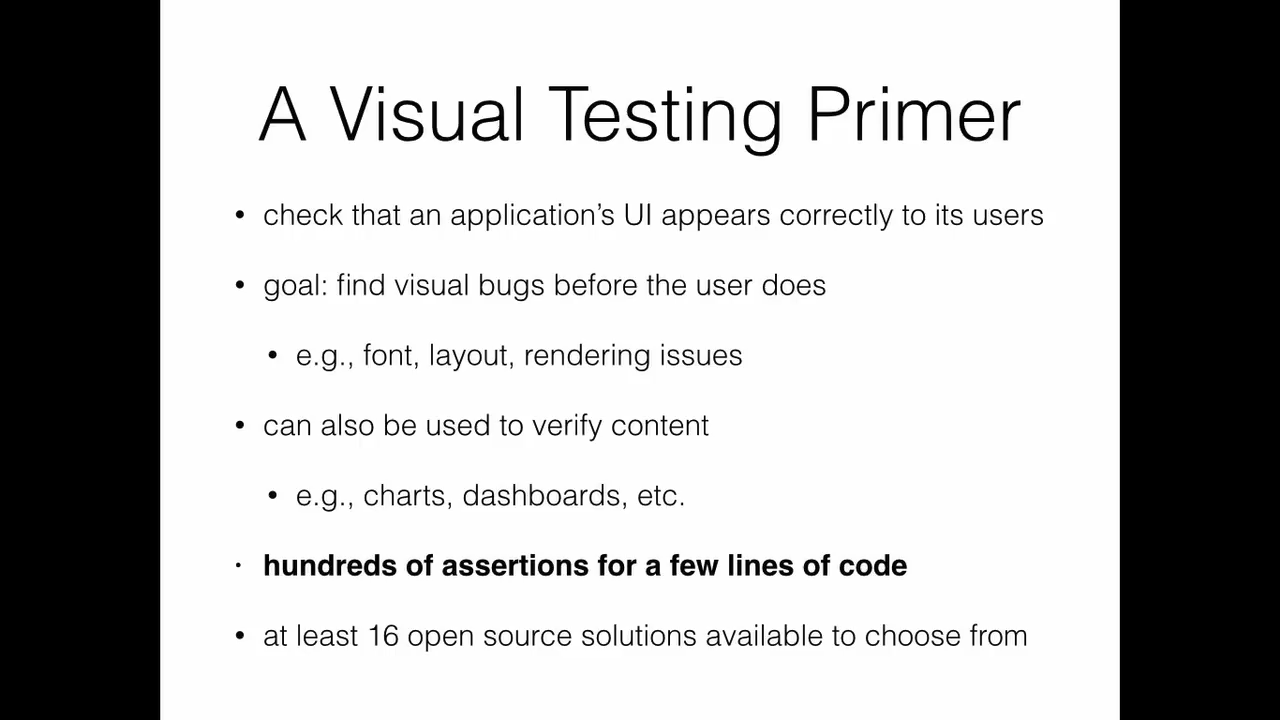 A Visual Testing Primer
• check that an application’s UI appears correctly to its users
• goal: find visual bugs before the user does
• e.g., font, layout, rendering issues
• can also be used to verify content
• e.g., charts, dashboards, etc.
• hundreds of assertions for a few lines of code
• at least 16 open source solutions available to choose from